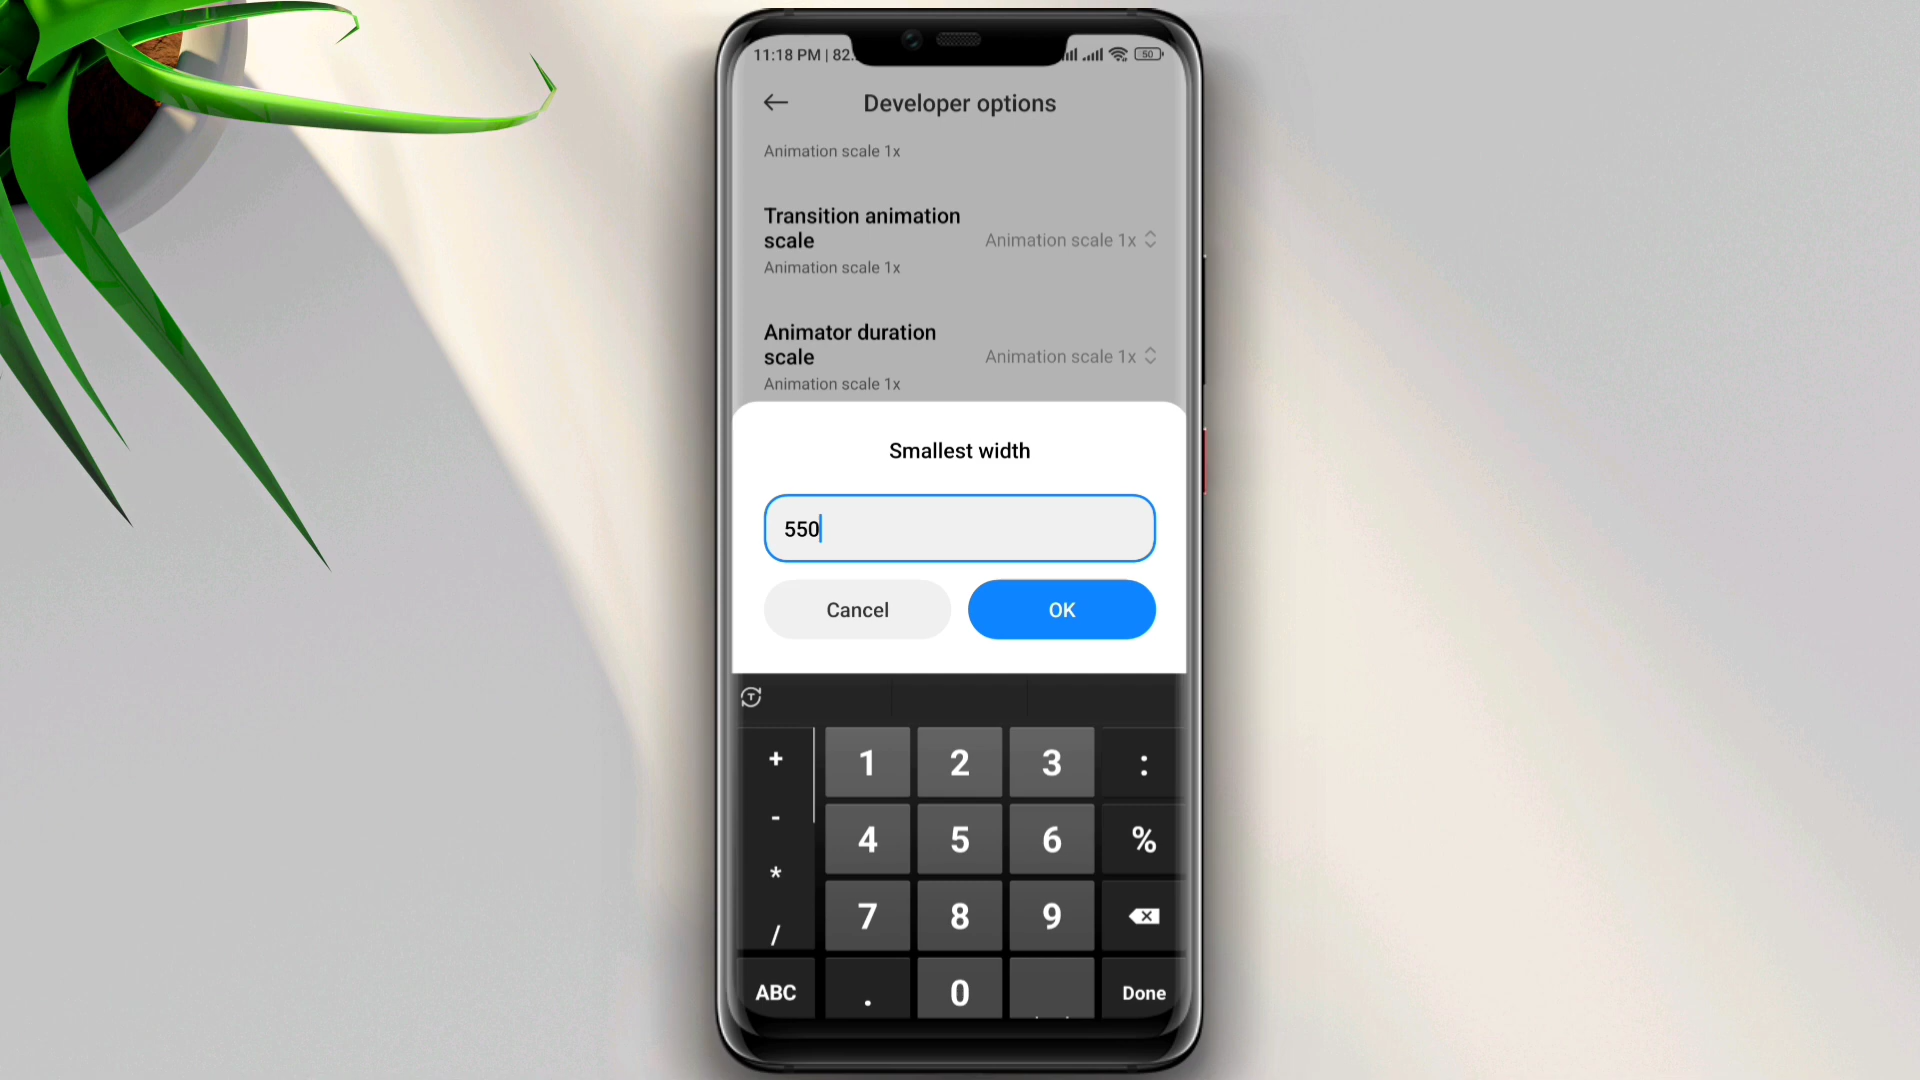 11:18 PM | 82.
50
Developer options
Animation scale 1x
Transition animation
scale
Animation scale 1x
Animation scale 1x
Animator duration
scale
Animation scale 1x
Animation scale 1x
Smallest width
550
Cancel
OK
T
+ 1 2 3 :
- 4 5 6 %
*
/ 7 8 9
ABC . 0 Done